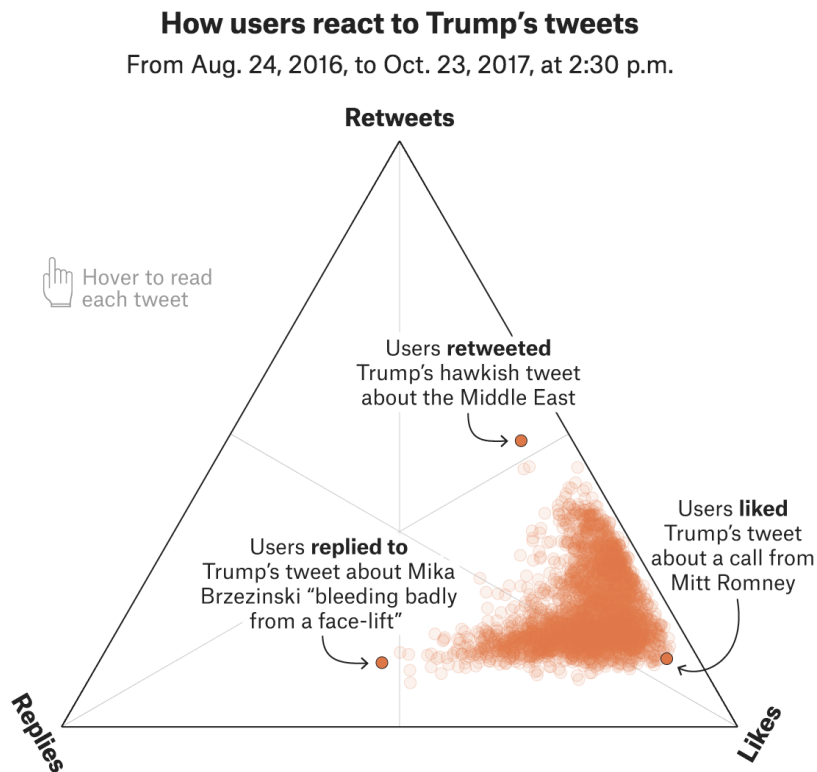 How users react to Trump’s tweets
From Aug. 24, 2016, to Oct. 23, 2017, at 2:30 p.m.
Retweets
Hover to read
each tweet
Users retweeted
Trump’s hawkish tweet
about the Middle East
Users liked
Trump’s tweet
about a call from
Mitt Romney
Users replied to
Trump’s tweet about Mika
Brzezinski “bleeding badly
from a face-lift”
Replies
Likes